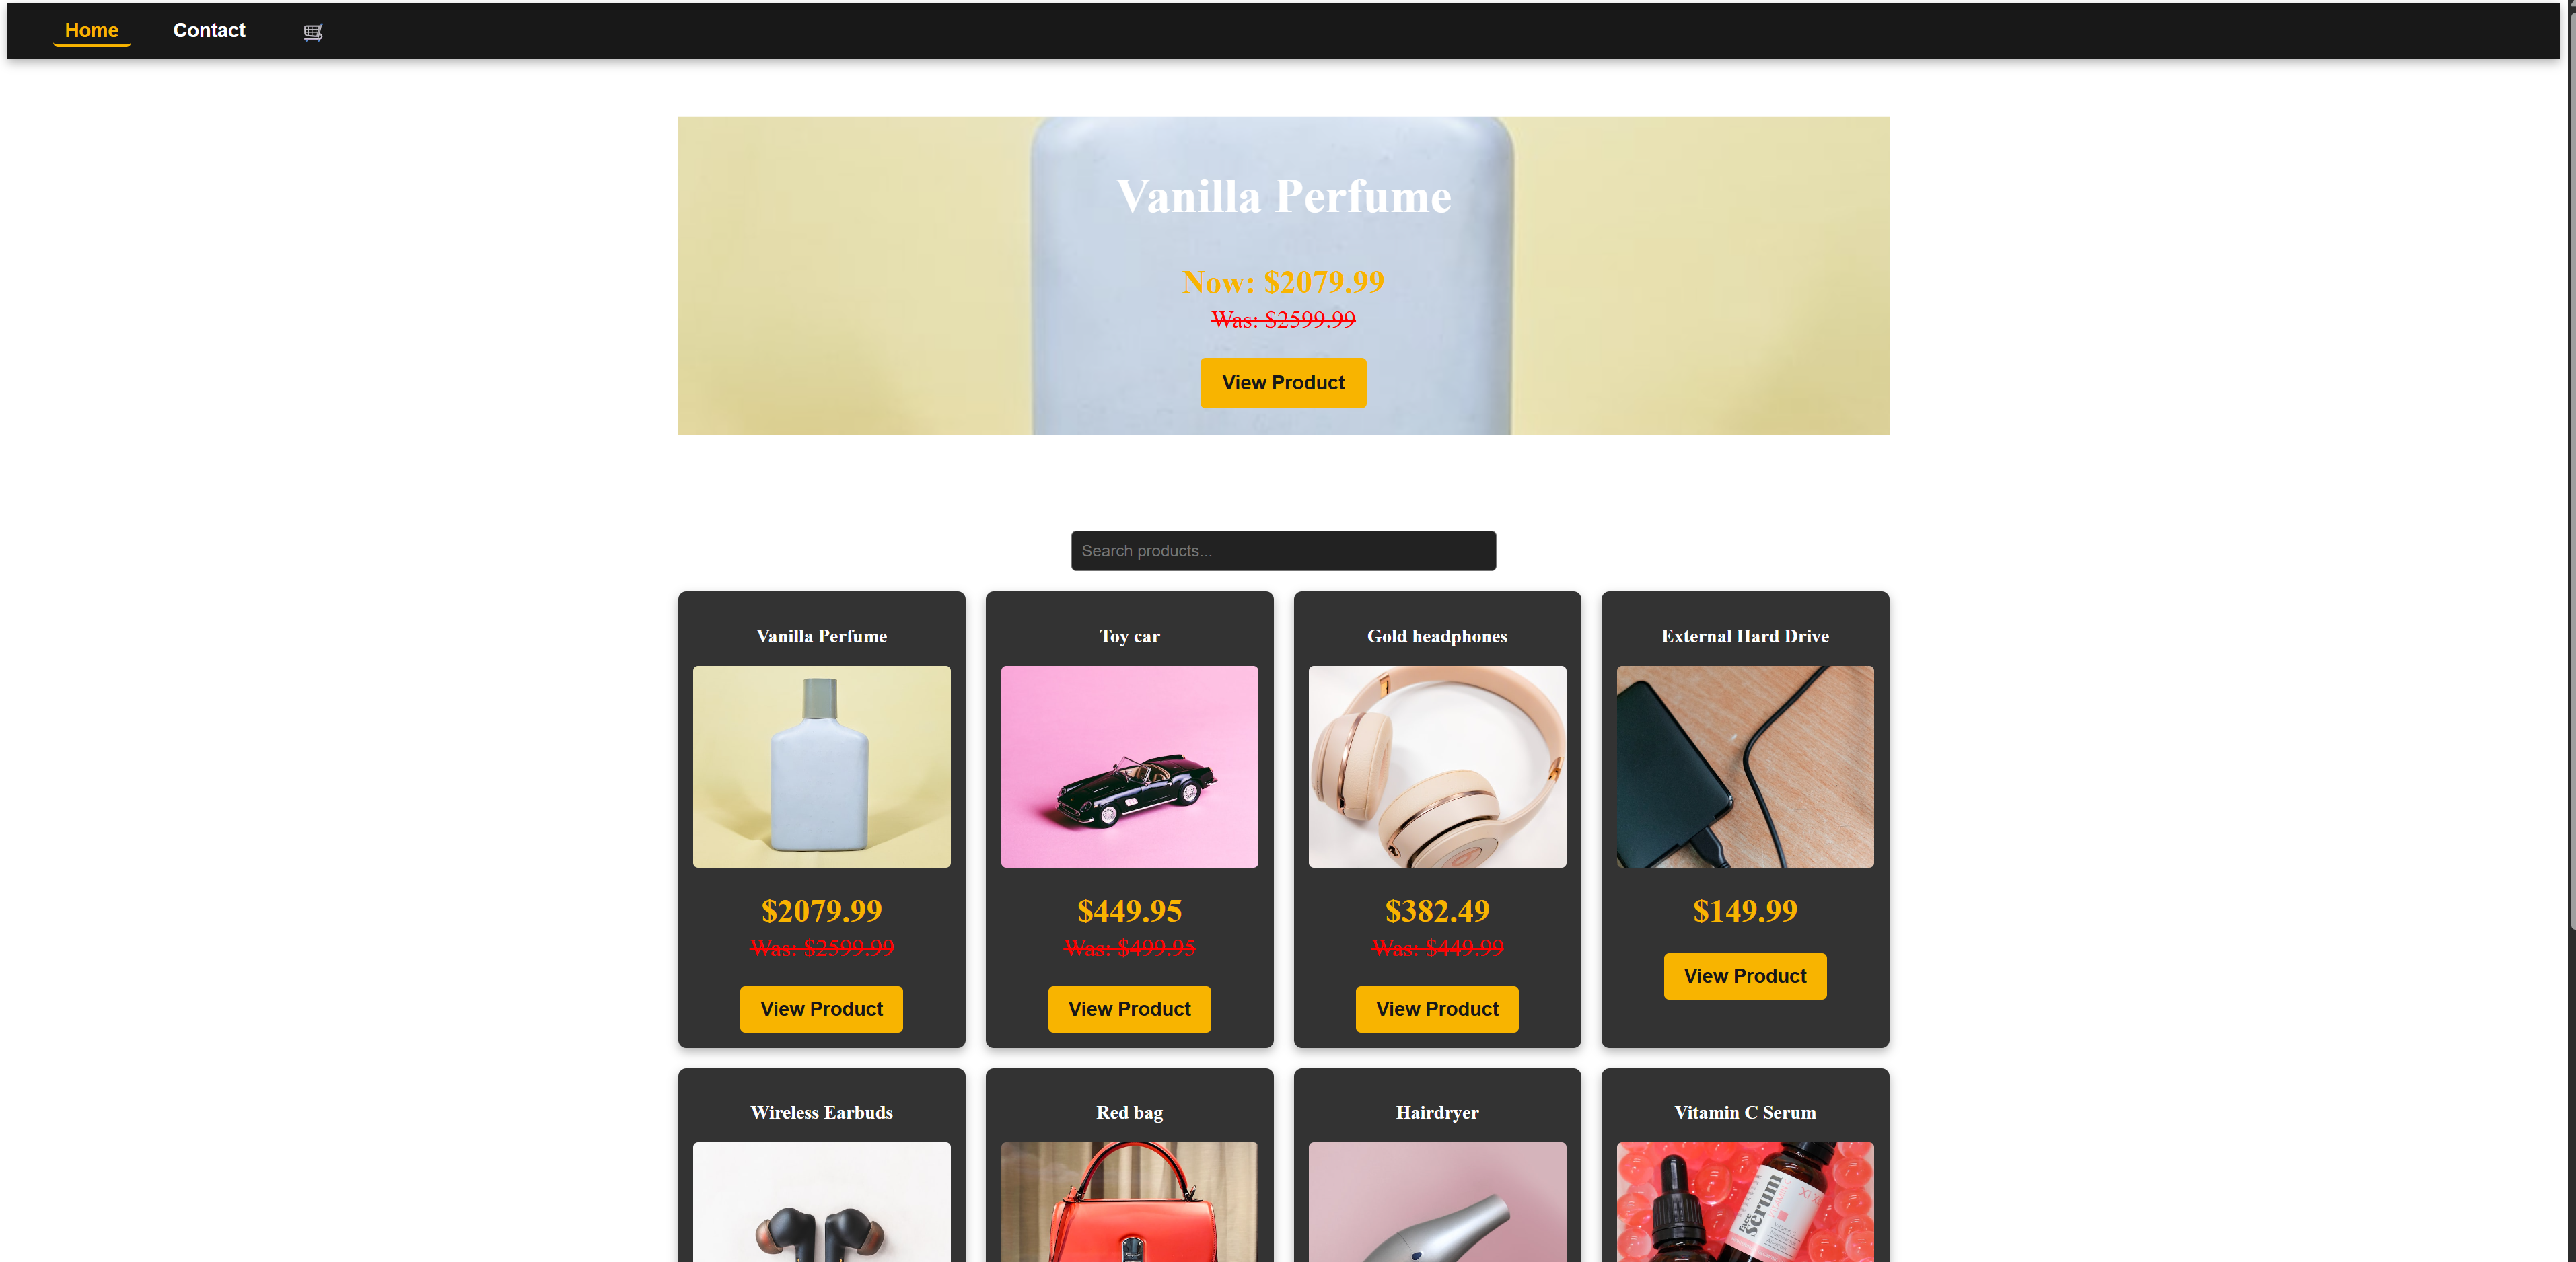 Home Contact
Vanilla Perfume
Now: $2079.99
Was: $2599.99
View Product
Search products...
Vanilla Perfume
$2079.99
Was: $2599.99
View Product
Toy car
$449.95
Was: $499.95
View Product
Gold headphones
$382.49
Was: $449.99
View Product
External Hard Drive
$149.99
View Product
Wireless Earbuds
Red bag
Hairdryer
Vitamin C Serum
face
serum